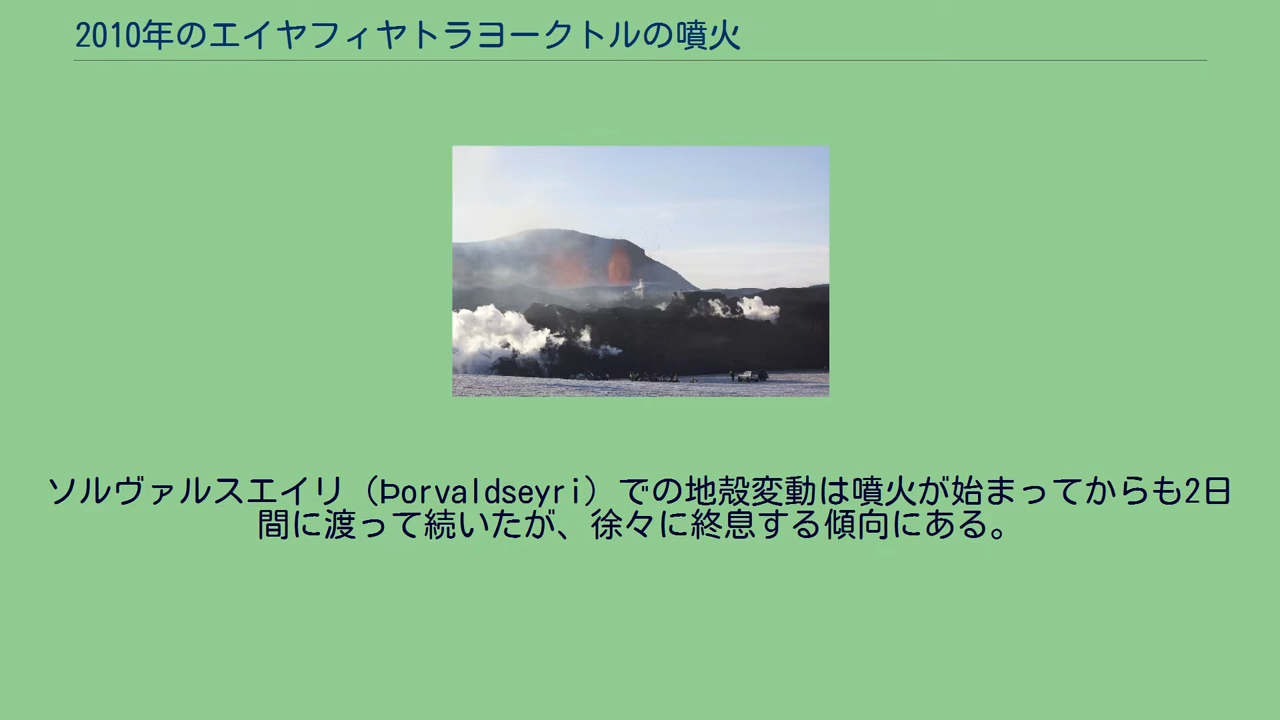 2010年のエイヤフィヤトラヨークトルの噴火
ソルヴァルスエイリ（Þorvaldseyri）での地殻変動は噴火が始まってからも2日
間に渡って続いたが、徐々に終息する傾向にある。